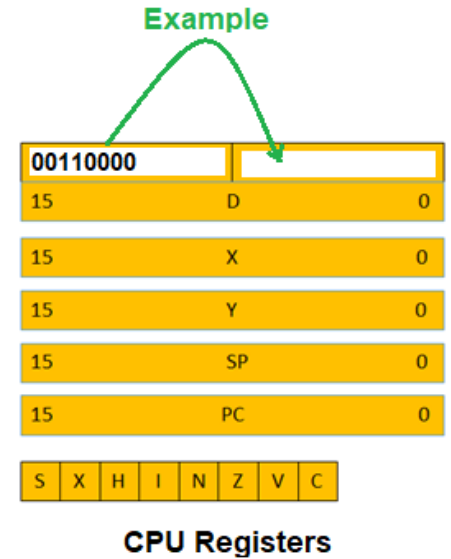 Example
00110000
15 D 0
15 X 0
15 Y 0
15 SP 0
15 PC 0
S X H I N Z V C
CPU Registers